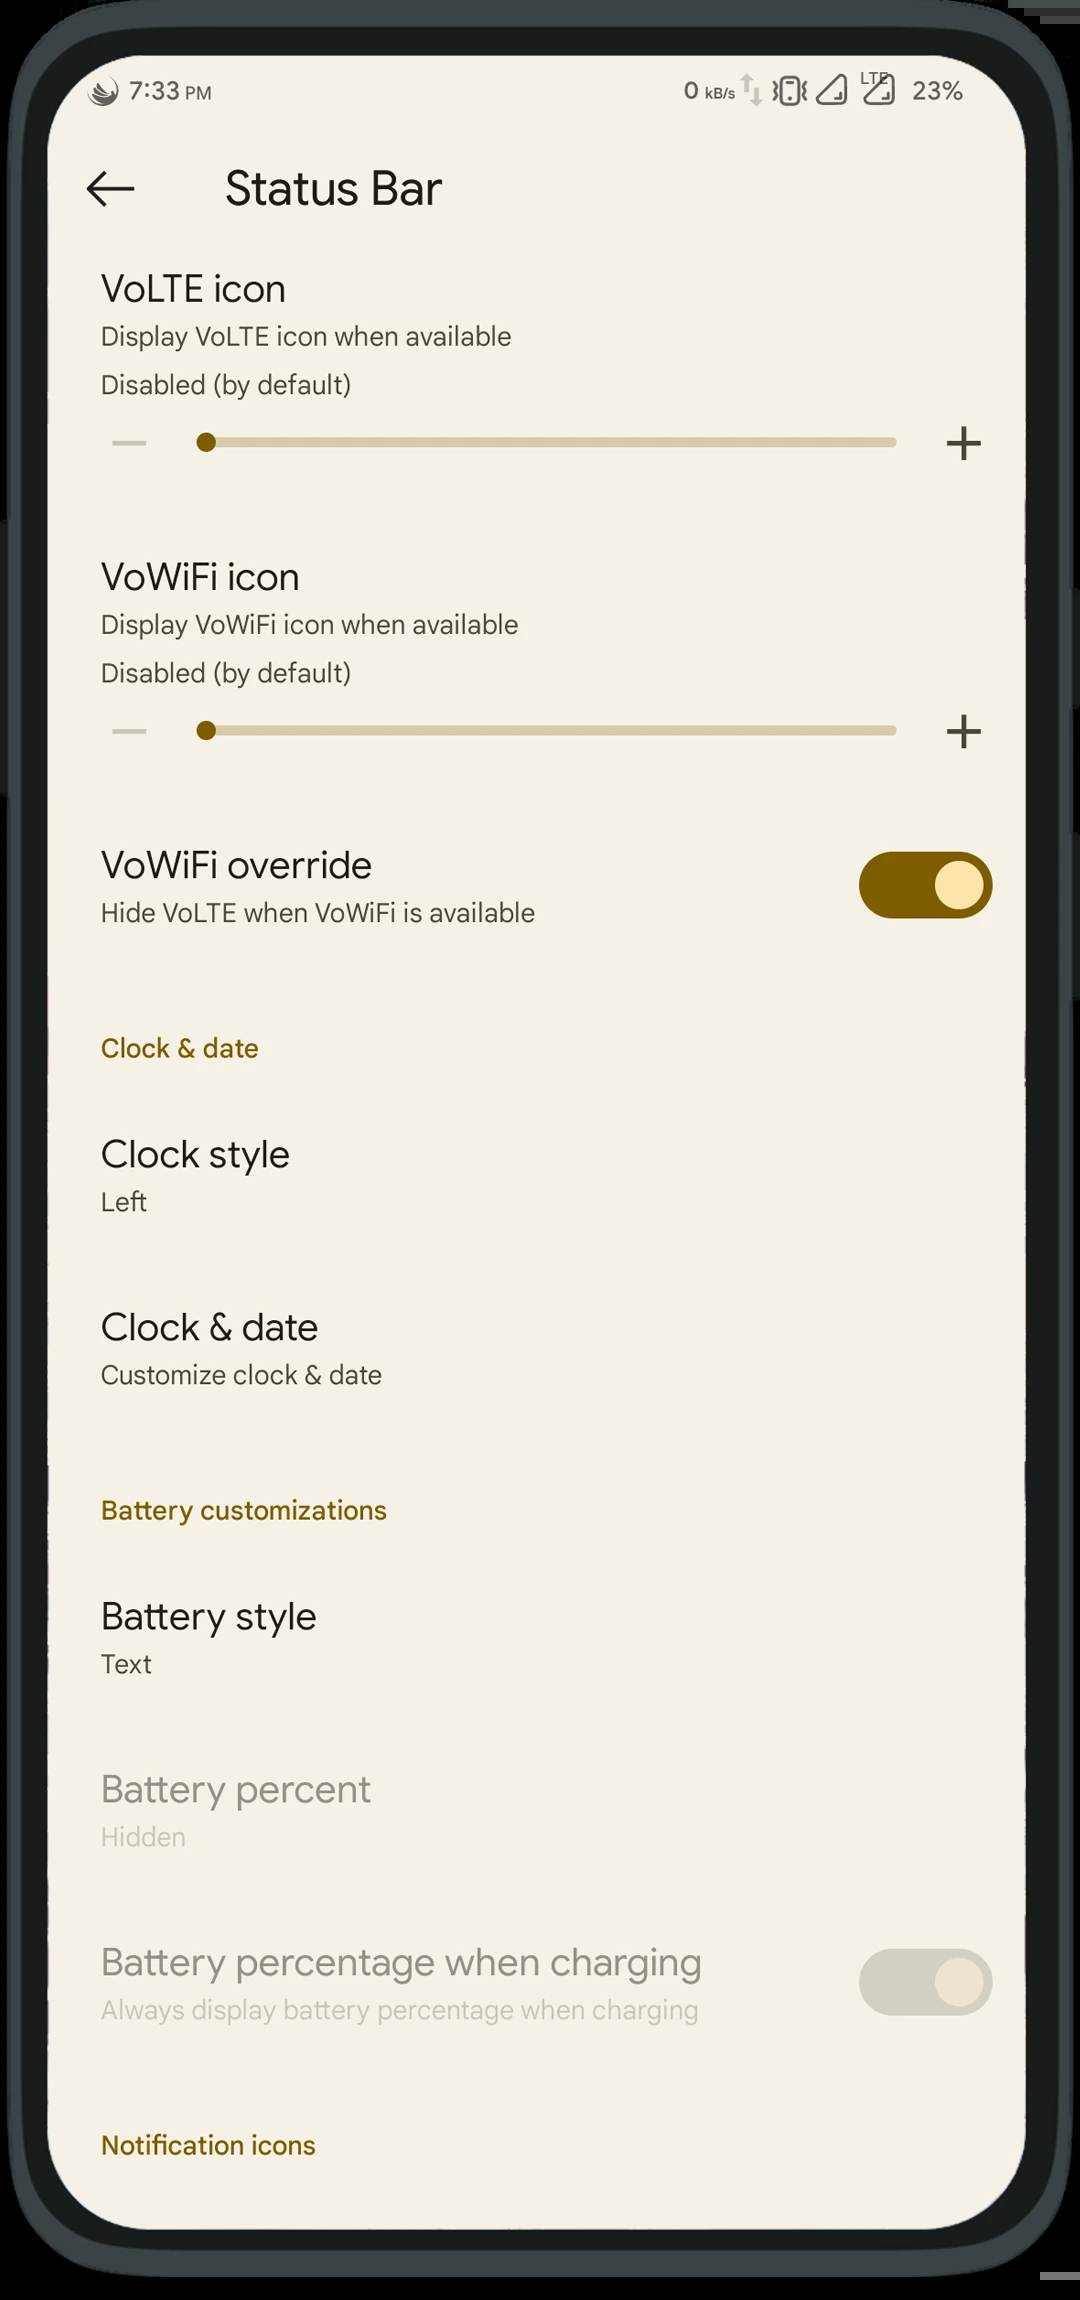 7:33 PM 0 kB/s LTE 23%
Status Bar
VoLTE icon
Display VoLTE icon when available
Disabled (by default)
VoWiFi icon
Display VoWiFi icon when available
Disabled (by default)
VoWiFi override
Hide VoLTE when VoWiFi is available
Clock & date
Clock style
Left
Clock & date
Customize clock & date
Battery customizations
Battery style
Text
Battery percent
Hidden
Battery percentage when charging
Always display battery percentage when charging
Notification icons